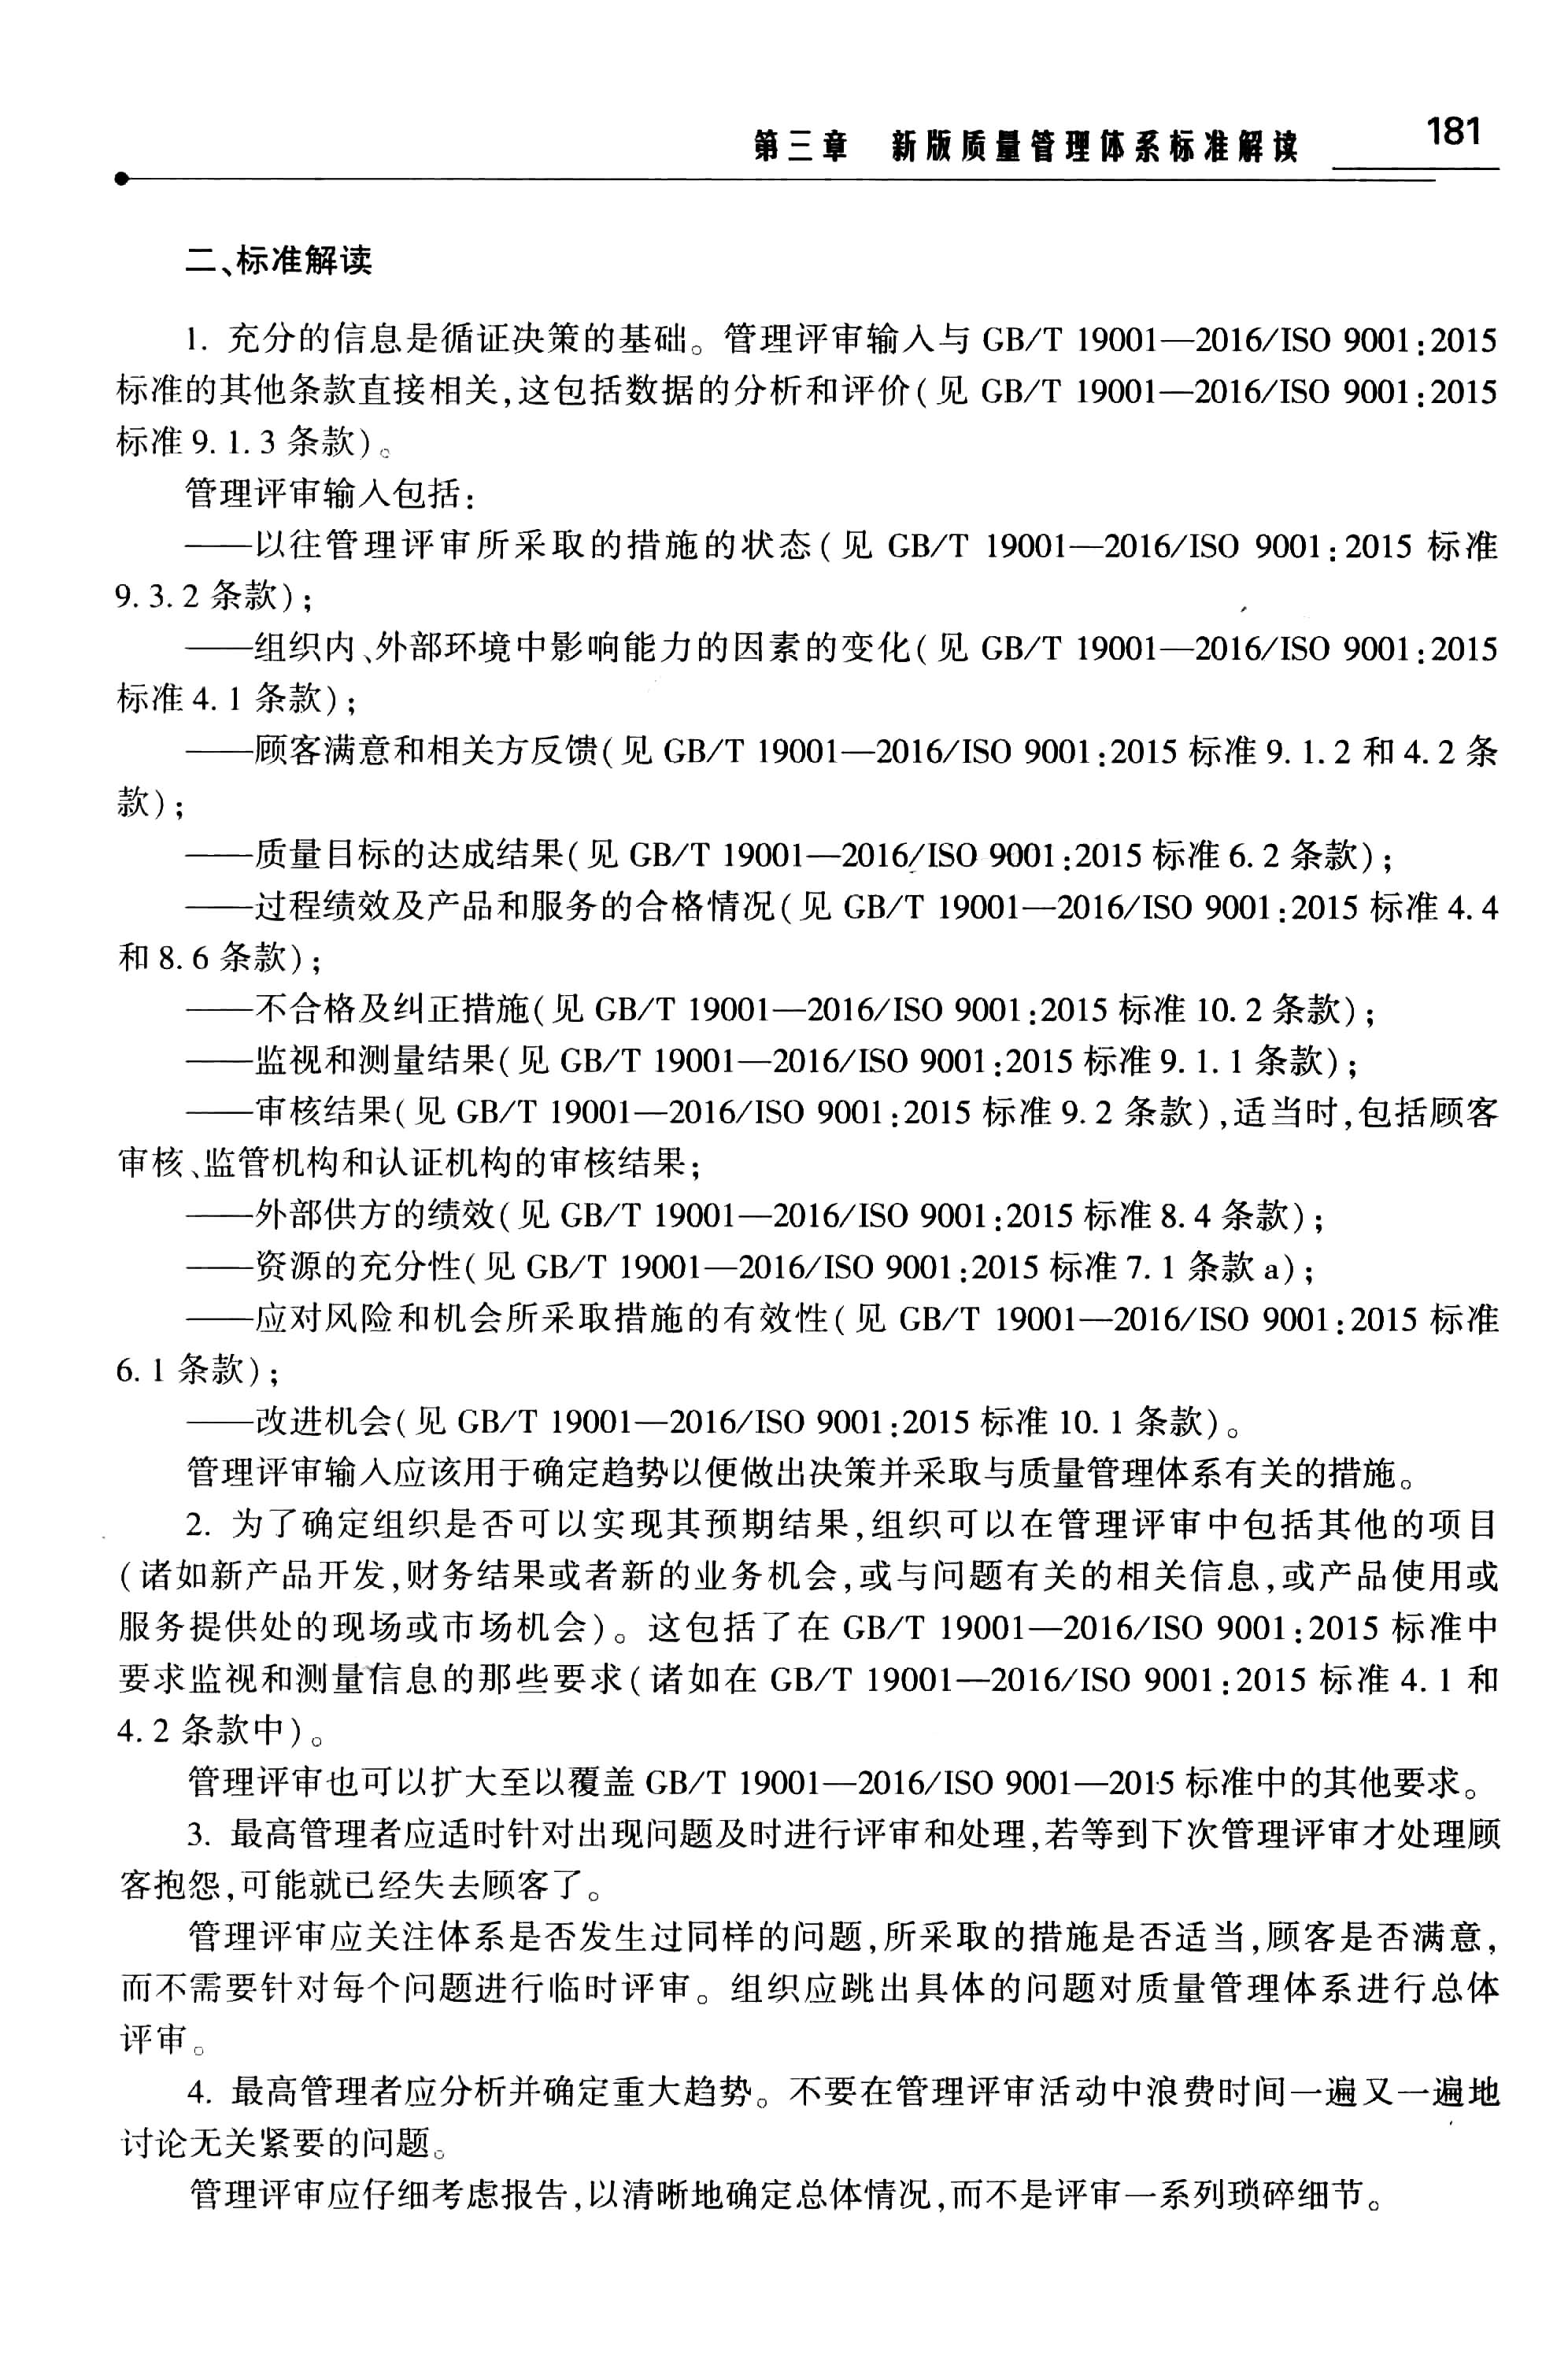 第三章 新版质量管理体系标准解读 181
二、标准解读
1. 充分的信息是循证决策的基础。管理评审输入与 GB/T 19001—2016/ISO 9001:2015
标准的其他条款直接相关,这包括数据的分析和评价(见 GB/T 19001—2016/ISO 9001:2015
标准 9.1.3 条款)。
管理评审输入包括:
——以往管理评审所采取的措施的状态(见 GB/T 19001—2016/ISO 9001:2015 标准
9.3.2 条款);
——组织内、外部环境中影响能力的因素的变化(见 GB/T 19001—2016/ISO 9001:2015
标准 4.1 条款);
——顾客满意和相关方反馈(见 GB/T 19001—2016/ISO 9001:2015 标准 9.1.2 和 4.2 条
款);
——质量目标的达成结果(见 GB/T 19001—2016/ISO 9001:2015 标准 6.2 条款);
——过程绩效及产品和服务的合格情况(见 GB/T 19001—2016/ISO 9001:2015 标准 4.4
和 8.6 条款);
——不合格及纠正措施(见 GB/T 19001—2016/ISO 9001:2015 标准 10.2 条款);
——监视和测量结果(见 GB/T 19001—2016/ISO 9001:2015 标准 9.1.1 条款);
——审核结果(见 GB/T 19001—2016/ISO 9001:2015 标准 9.2 条款),适当时,包括顾客
审核、监管机构和认证机构的审核结果;
——外部供方的绩效(见 GB/T 19001—2016/ISO 9001:2015 标准 8.4 条款);
——资源的充分性(见 GB/T 19001—2016/ISO 9001:2015 标准 7.1 条款 a);
——应对风险和机会所采取措施的有效性(见 GB/T 19001—2016/ISO 9001:2015 标准
6.1 条款);
——改进机会(见 GB/T 19001—2016/ISO 9001:2015 标准 10.1 条款)。
管理评审输入应该用于确定趋势以便做出决策并采取与质量管理体系有关的措施。
2. 为了确定组织是否可以实现其预期结果,组织可以在管理评审中包括其他的项目
(诸如新产品开发,财务结果或者新的业务机会,或与问题有关的相关信息,或产品使用或
服务提供处的现场或市场机会)。这包括了在 GB/T 19001—2016/ISO 9001:2015 标准中
要求监视和测量信息的那些要求(诸如在 GB/T 19001—2016/ISO 9001:2015 标准 4.1 和
4.2 条款中)。
管理评审也可以扩大至以覆盖 GB/T 19001—2016/ISO 9001—2015 标准中的其他要求。
3. 最高管理者应适时针对出现问题及时进行评审和处理,若等到下次管理评审才处理顾
客抱怨,可能就已经失去顾客了。
管理评审应关注体系是否发生过同样的问题,所采取的措施是否适当,顾客是否满意,
而不需要针对每个问题进行临时评审。组织应跳出具体的问题对质量管理体系进行总体
评审。
4. 最高管理者应分析并确定重大趋势。不要在管理评审活动中浪费时间一遍又一遍地
讨论无关紧要的问题。
管理评审应仔细考虑报告,以清晰地确定总体情况,而不是评审一系列琐碎细节。